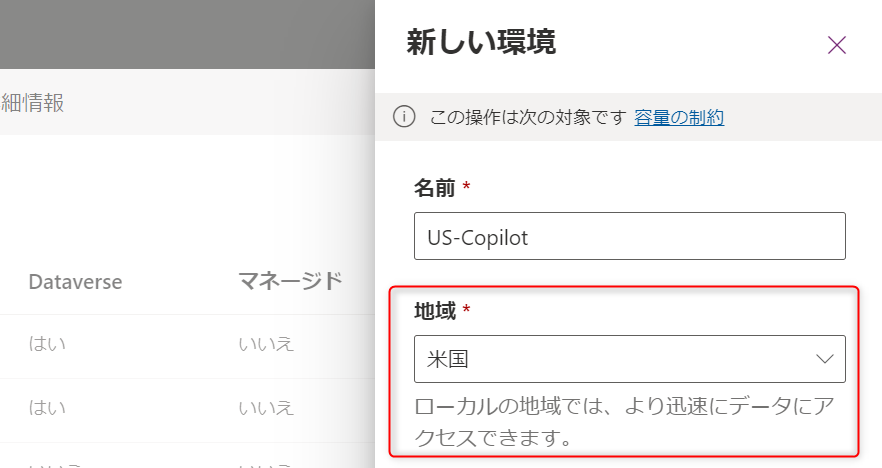 新しい環境
細情報
この操作は次の対象です 容量の制約
名前 *
US-Copilot
Dataverse マネージド
地域 *
はい いいえ
米国
はい いいえ
ローカルの地域では、より迅速にデータにア
クセスできます。